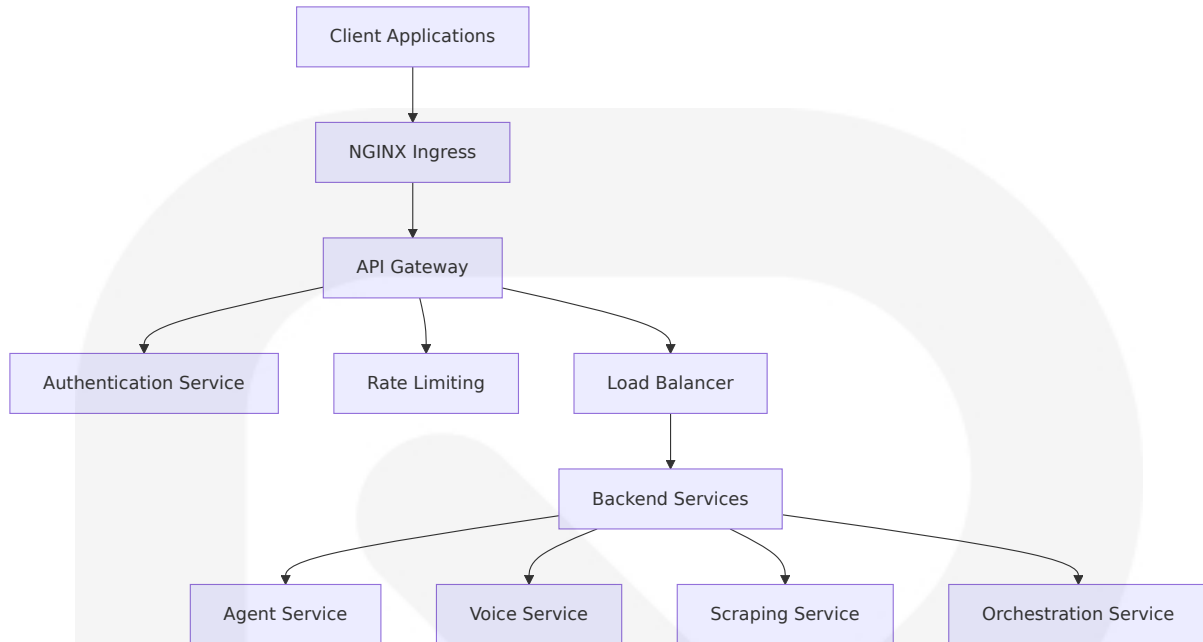 Client Applications
NGINX Ingress
API Gateway
Authentication Service
Rate Limiting
Load Balancer
Backend Services
Agent Service
Voice Service
Scraping Service
Orchestration Service